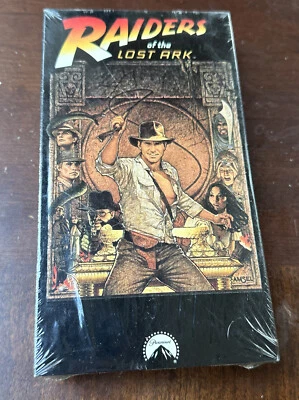 RAIDERS
of the
LOST ARK
AMSEL
Paramount